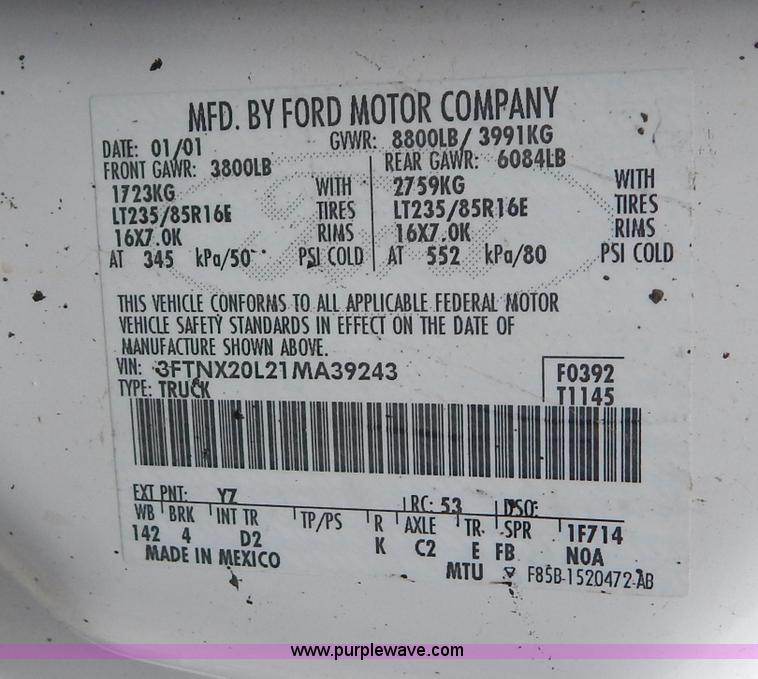 MFD. BY FORD MOTOR COMPANY
DATE: 01/01 GVWR: 8800LB/ 3991KG
FRONT GAWR: 3800LB REAR GAWR: 6084LB
1723KG WITH 2759KG WITH
LT235/85R16E TIRES LT235/85R16E TIRES
16X7.0K RIMS 16X7.0K RIMS
AT 345 kPa/50 PSI COLD AT 552 kPa/80 PSI COLD
THIS VEHICLE CONFORMS TO ALL APPLICABLE FEDERAL MOTOR
VEHICLE SAFETY STANDARDS IN EFFECT ON THE DATE OF
MANUFACTURE SHOWN ABOVE.
VIN: 3FTNX20L21MA39243 F0392
TYPE: TRUCK T1145
EXT PNT: YZ RC: 53 DSO:
WB BRK INT TR TP/PS R AXLE TR SPR 1F714
142 4 D2 K C2 E FB N0A
MADE IN MEXICO MTU F85B-1520472-AB
www.purplewave.com